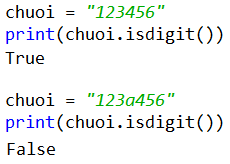 chuoi = "123456"
print(chuoi.isdigit())
True
chuoi = "123a456"
print(chuoi.isdigit())
False